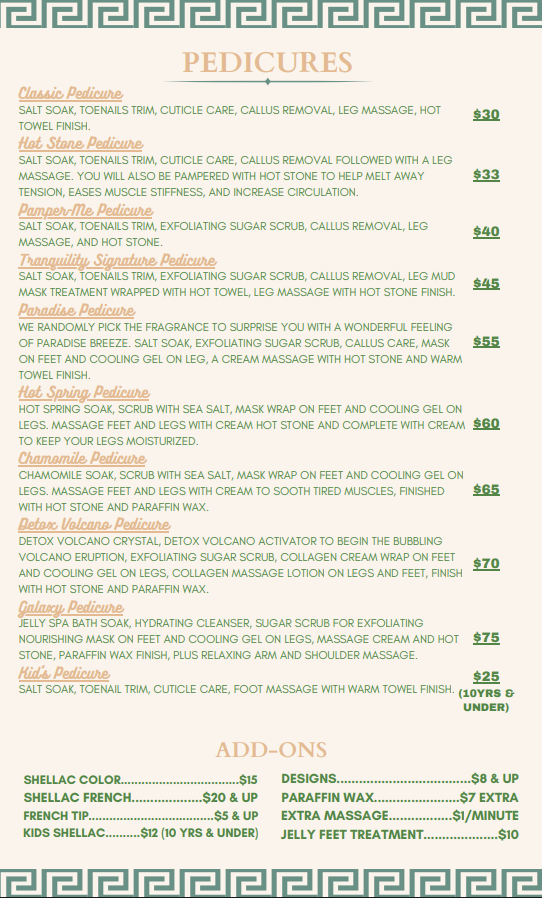 PEDICURES
Classic Pedicure
SALT SOAK, TOENAILS TRIM, CUTICLE CARE, CALLUS REMOVAL, LEG MASSAGE, HOT
TOWEL FINISH.
$30
Hot Stone Pedicure
SALT SOAK, TOENAILS TRIM, CUTICLE CARE, CALLUS REMOVAL FOLLOWED WITH A LEG
MASSAGE. YOU WILL ALSO BE PAMPERED WITH HOT STONE TO HELP MELT AWAY
TENSION, EASES MUSCLE STIFFNESS, AND INCREASE CIRCULATION.
$33
Pamper-Me Pedicure
SALT SOAK, TOENAILS TRIM, EXFOLIATING SUGAR SCRUB, CALLUS REMOVAL, LEG
MASSAGE, AND HOT STONE.
$40
Tranquility Signature Pedicure
SALT SOAK, TOENAILS TRIM, EXFOLIATING SUGAR SCRUB, CALLUS REMOVAL, LEG MUD
MASK TREATMENT WRAPPED WITH HOT TOWEL, LEG MASSAGE WITH HOT STONE FINISH.
$45
Paradise Pedicure
WE RANDOMLY PICK THE FRAGRANCE TO SURPRISE YOU WITH A WONDERFUL FEELING
OF PARADISE BREEZE. SALT SOAK, EXFOLIATING SUGAR SCRUB, CALLUS CARE, MASK
ON FEET AND COOLING GEL ON LEG, A CREAM MASSAGE WITH HOT STONE AND WARM
TOWEL FINISH.
$55
Hot Spring Pedicure
HOT SPRING SOAK, SCRUB WITH SEA SALT, MASK WRAP ON FEET AND COOLING GEL ON
LEGS. MASSAGE FEET AND LEGS WITH CREAM HOT STONE AND COMPLETE WITH CREAM
TO KEEP YOUR LEGS MOISTURIZED.
$60
Chamomile Pedicure
CHAMOMILE SOAK, SCRUB WITH SEA SALT, MASK WRAP ON FEET AND COOLING GEL ON
LEGS. MASSAGE FEET AND LEGS WITH CREAM TO SOOTH TIRED MUSCLES, FINISHED
WITH HOT STONE AND PARAFFIN WAX.
$65
Detox Volcano Pedicure
DETOX VOLCANO CRYSTAL, DETOX VOLCANO ACTIVATOR TO BEGIN THE BUBBLING
VOLCANO ERUPTION, EXFOLIATING SUGAR SCRUB, COLLAGEN CREAM WRAP ON FEET
AND COOLING GEL ON LEGS, COLLAGEN MASSAGE LOTION ON LEGS AND FEET, FINISH
WITH HOT STONE AND PARAFFIN WAX.
$70
Galaxy Pedicure
JELLY SPA BATH SOAK, HYDRATING CLEANSER, SUGAR SCRUB FOR EXFOLIATING
NOURISHING MASK ON FEET AND COOLING GEL ON LEGS, MASSAGE CREAM AND HOT
STONE, PARAFFIN WAX FINISH, PLUS RELAXING ARM AND SHOULDER MASSAGE.
$75
Kid's Pedicure
SALT SOAK, TOENAIL TRIM, CUTICLE CARE, FOOT MASSAGE WITH WARM TOWEL FINISH.
$25
(10YRS &
UNDER)
ADD-ONS
SHELLAC COLOR..................................$15
SHELLAC FRENCH....................$20 & UP
FRENCH TIP....................................$5 & UP
KIDS SHELLAC..........$12 (10 YRS & UNDER)
DESIGNS.......................................$8 & UP
PARAFFIN WAX.........................$7 EXTRA
EXTRA MASSAGE..................$1/MINUTE
JELLY FEET TREATMENT.....................$10